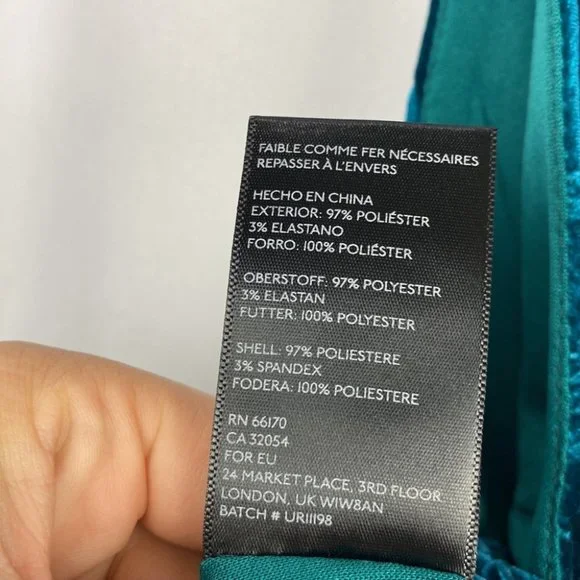 FAIBLE COMME FER NÉCESSAIRES
REPASSER À L'ENVERS
HECHO EN CHINA
EXTERIOR: 97% POLIÉSTER
3% ELASTANO
FORRO: 100% POLIÉSTER
OBERSTOFF: 97% POLYESTER
3% ELASTAN
FUTTER: 100% POLYESTER
SHELL: 97% POLIESTERE
3% SPANDEX
FODERA: 100% POLIESTERE
RN 66170
CA 32054
FOR EU
24 MARKET PLACE, 3RD FLOOR
LONDON, UK W1W8AN
BATCH # UR11198